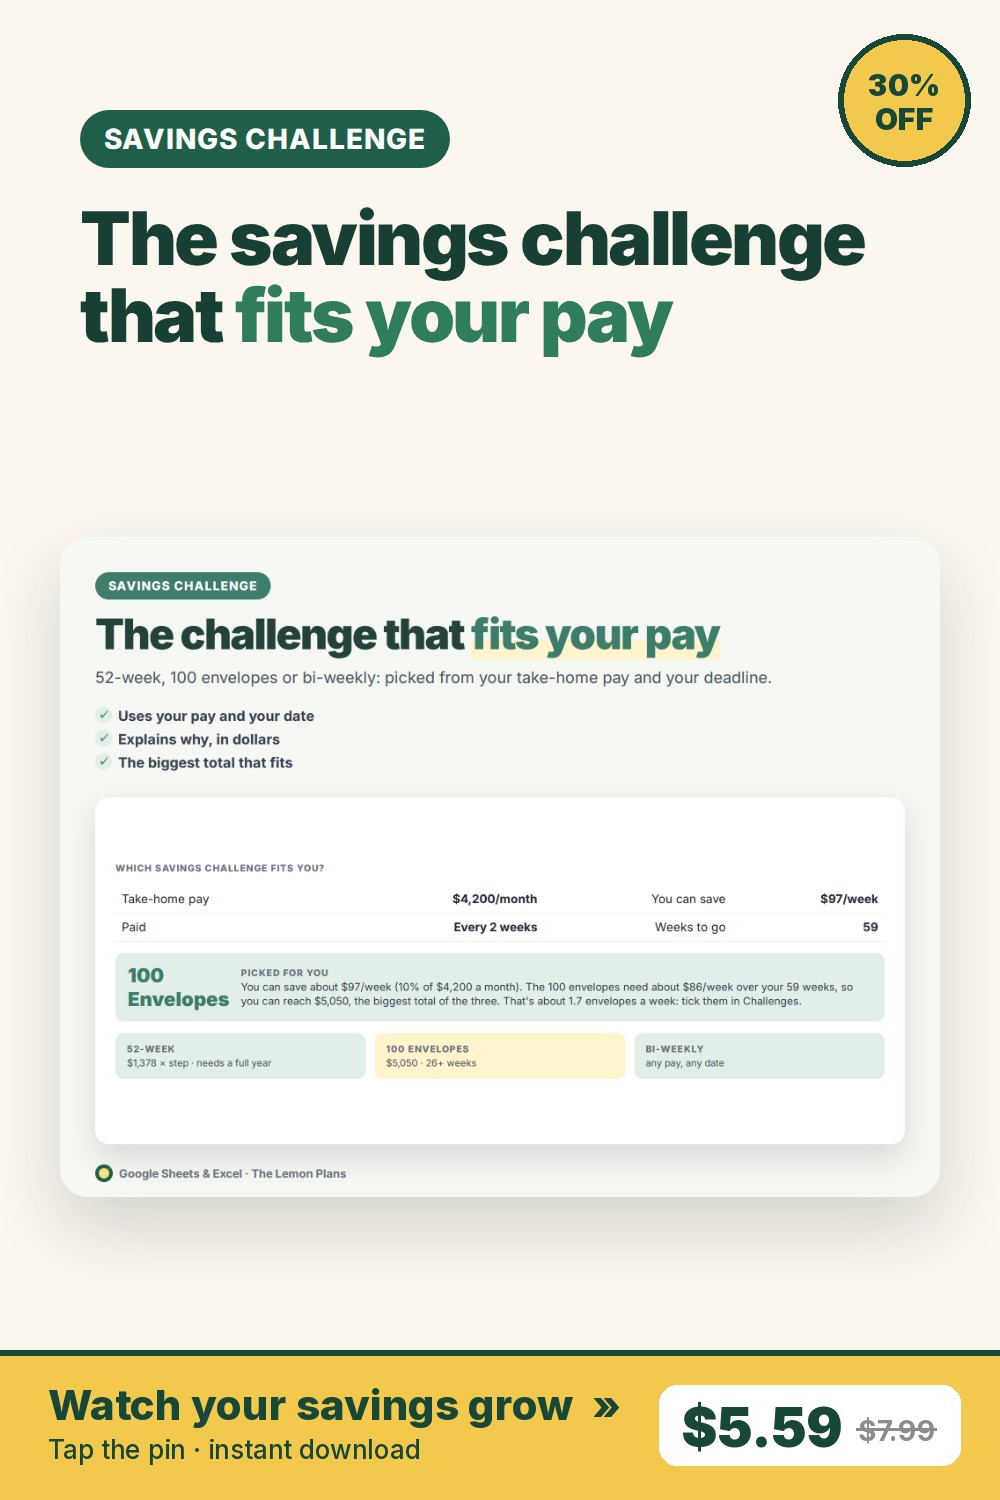 30%
OFF
SAVINGS CHALLENGE
The savings challenge
that fits your pay
SAVINGS CHALLENGE
The challenge that fits your pay
52-week, 100 envelopes or bi-weekly: picked from your take-home pay and your deadline.
✓ Uses your pay and your date
✓ Explains why, in dollars
✓ The biggest total that fits
WHICH SAVINGS CHALLENGE FITS YOU?
Take-home pay $4,200/month You can save $97/week
Paid Every 2 weeks Weeks to go 59
100
Envelopes
PICKED FOR YOU
You can save about $97/week (10% of $4,200 a month). The 100 envelopes need about $86/week over your 59 weeks, so
you can reach $5,050, the biggest total of the three. That's about 1.7 envelopes a week: tick them in Challenges.
52-WEEK
$1,378 × step · needs a full year
100 ENVELOPES
$5,050 · 26+ weeks
BI-WEEKLY
any pay, any date
Google Sheets & Excel · The Lemon Plans
Watch your savings grow »
Tap the pin · instant download
$5.59 $7.99